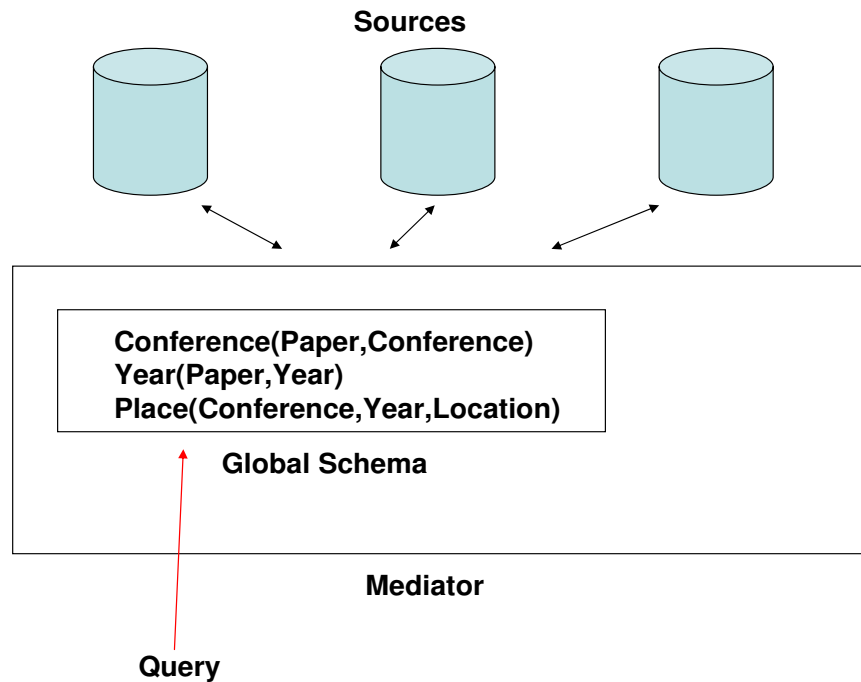 Sources
Conference(Paper,Conference)
Year(Paper,Year)
Place(Conference,Year,Location)
Global Schema
Mediator
Query